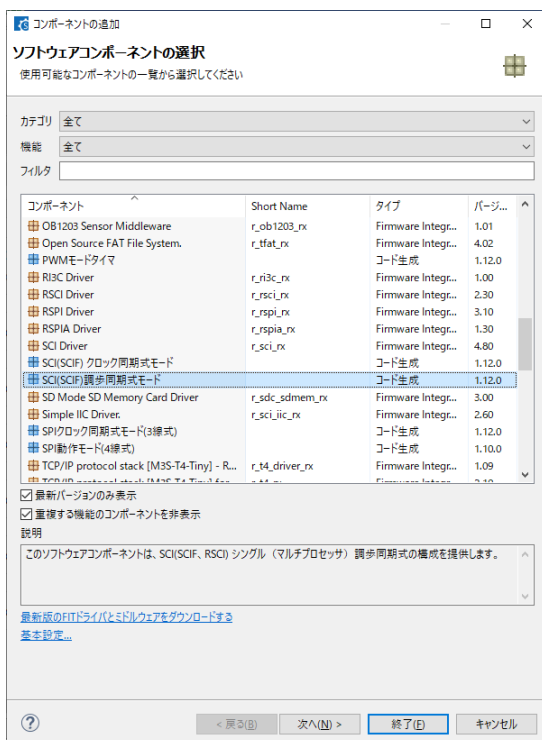 コンポーネントの追加
ソフトウェアコンポーネントの選択
使用可能なコンポーネントの一覧から選択してください
カテゴリ 全て
機能 全て
フィルタ
コンポーネント Short Name タイプ バージ...
OB1203 Sensor Middleware r_ob1203_rx Firmware Integr... 1.01
Open Source FAT File System. r_tfat_rx Firmware Integr... 4.02
PWMモードタイマ コード生成 1.12.0
RI3C Driver r_ri3c_rx Firmware Integr... 1.00
RSCI Driver r_rsci_rx Firmware Integr... 2.30
RSPI Driver r_rspi_rx Firmware Integr... 3.10
RSPIA Driver r_rspia_rx Firmware Integr... 1.30
SCI Driver r_sci_rx Firmware Integr... 4.80
SCI(SCIF) クロック同期式モード コード生成 1.12.0
SCI(SCIF)調歩同期式モード コード生成 1.12.0
SD Mode SD Memory Card Driver r_sdc_sdmem_rx Firmware Integr... 3.00
Simple IIC Driver. r_sci_iic_rx Firmware Integr... 2.60
SPIクロック同期式モード(3線式) コード生成 1.12.0
SPI動作モード(4線式) コード生成 1.10.0
TCP/IP protocol stack [M3S-T4-Tiny] - R... r_t4_driver_rx Firmware Integr... 1.09
最新バージョンのみ表示
重複する機能のコンポーネントを非表示
説明
このソフトウェアコンポーネントは、SCI(SCIF、RSCI) シングル（マルチプロセッサ）調歩同期式の構成を提供します。
最新版のFITドライバとミドルウェアをダウンロードする
基本設定...
? < 戻る(B) 次へ(N) > 終了(F) キャンセル